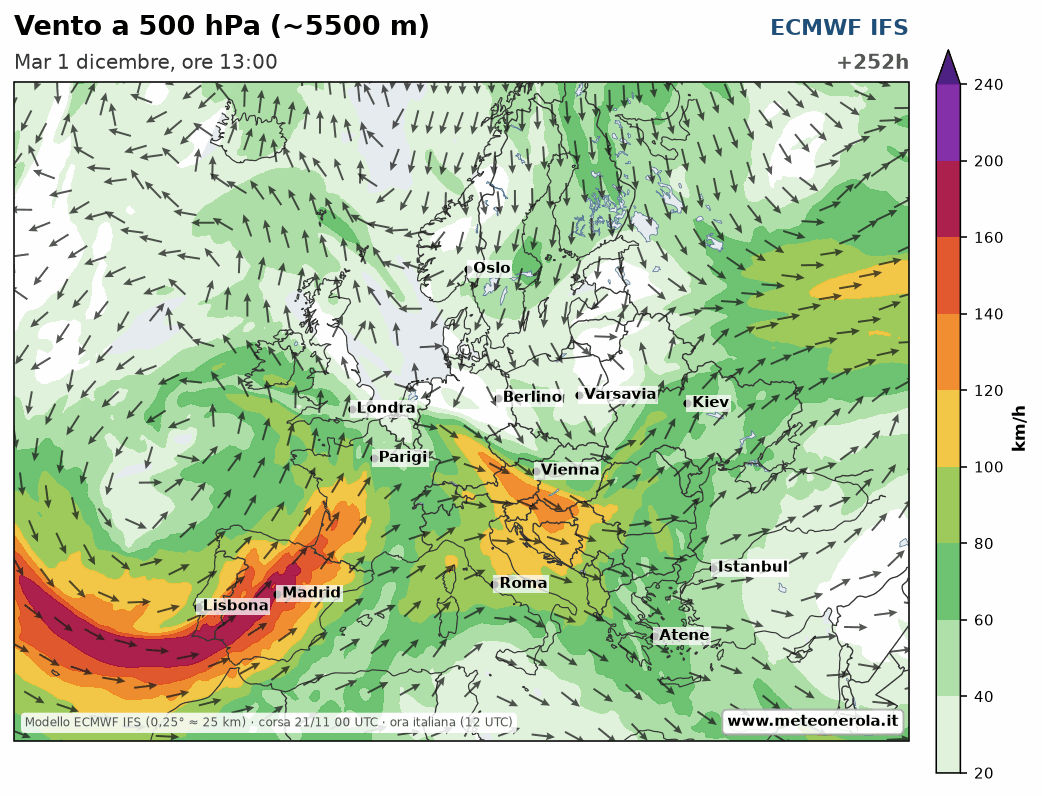 Vento a 500 hPa (~5500 m)
ECMWF IFS
Mar 1 dicembre, ore 13:00
+252h
240
200
160
140
120
100
80
60
40
20
km/h
Oslo
Londra
Berlino
Varsavia
Kiev
Parigi
Vienna
Istanbul
Roma
Madrid
Lisbona
Atene
Modello ECMWF IFS (0,25° ≈ 25 km) · corsa 21/11 00 UTC · ora italiana (12 UTC)
www.meteonerola.it